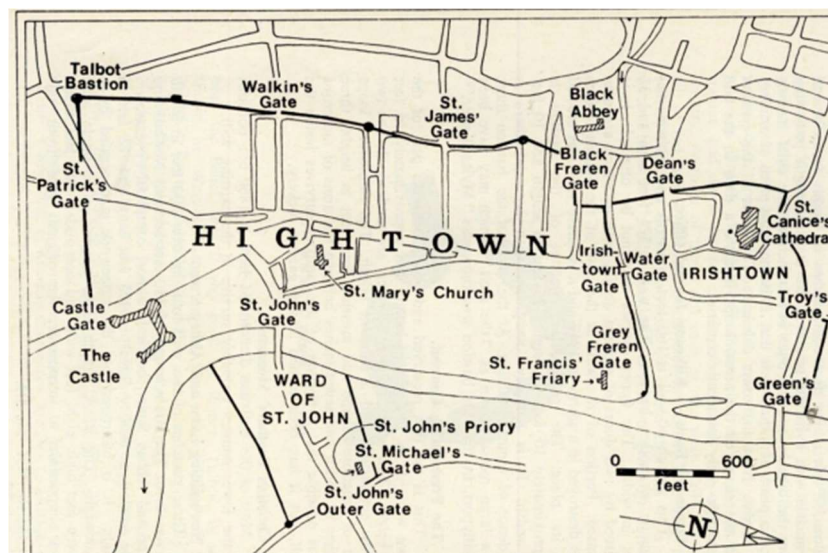 Talbot
Bastion
Walkin's
Gate
St.
James'
Gate
Black
Abbey
Black
Freren
Gate
Dean's
Gate
St.
Patrick's
Gate
St.
Canice's
Cathedral
HIGHTOWN
Irish-
town
Gate
Water
Gate
IRISHTOWN
St. Mary's Church
Castle
Gate
St. John's
Gate
Troy's
Gate
The
Castle
Grey
Freren
Gate
St. Francis'
Friary
WARD
OF
ST. JOHN
Green's
Gate
St. John's Priory
St. Michael's
Gate
St. John's
Outer Gate
0 600
feet
N